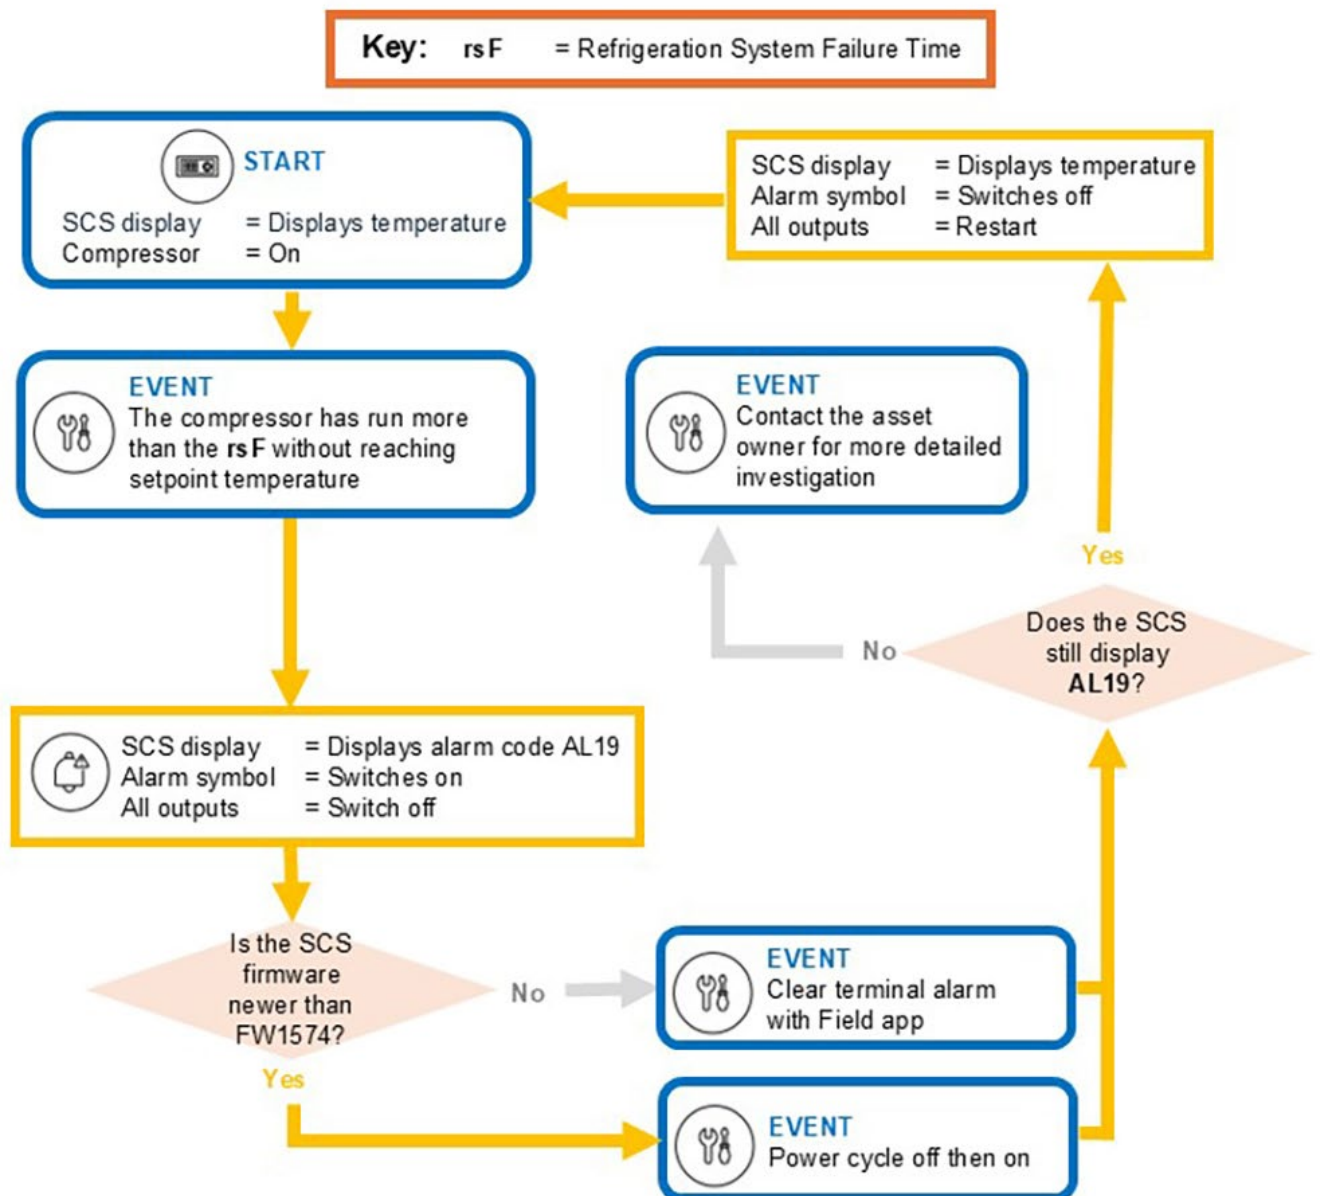 Key: rsF = Refrigeration System Failure Time
START
SCS display = Displays temperature
Compressor = On
SCS display = Displays temperature
Alarm symbol = Switches off
All outputs = Restart
EVENT
The compressor has run more
than the rsF without reaching
setpoint temperature
EVENT
Contact the asset
owner for more detailed
investigation
Yes
Does the SCS
still display
AL19?
No
SCS display = Displays alarm code AL19
Alarm symbol = Switches on
All outputs = Switch off
Is the SCS
firmware
newer than
FW1574?
No
EVENT
Clear terminal alarm
with Field app
Yes
EVENT
Power cycle off then on